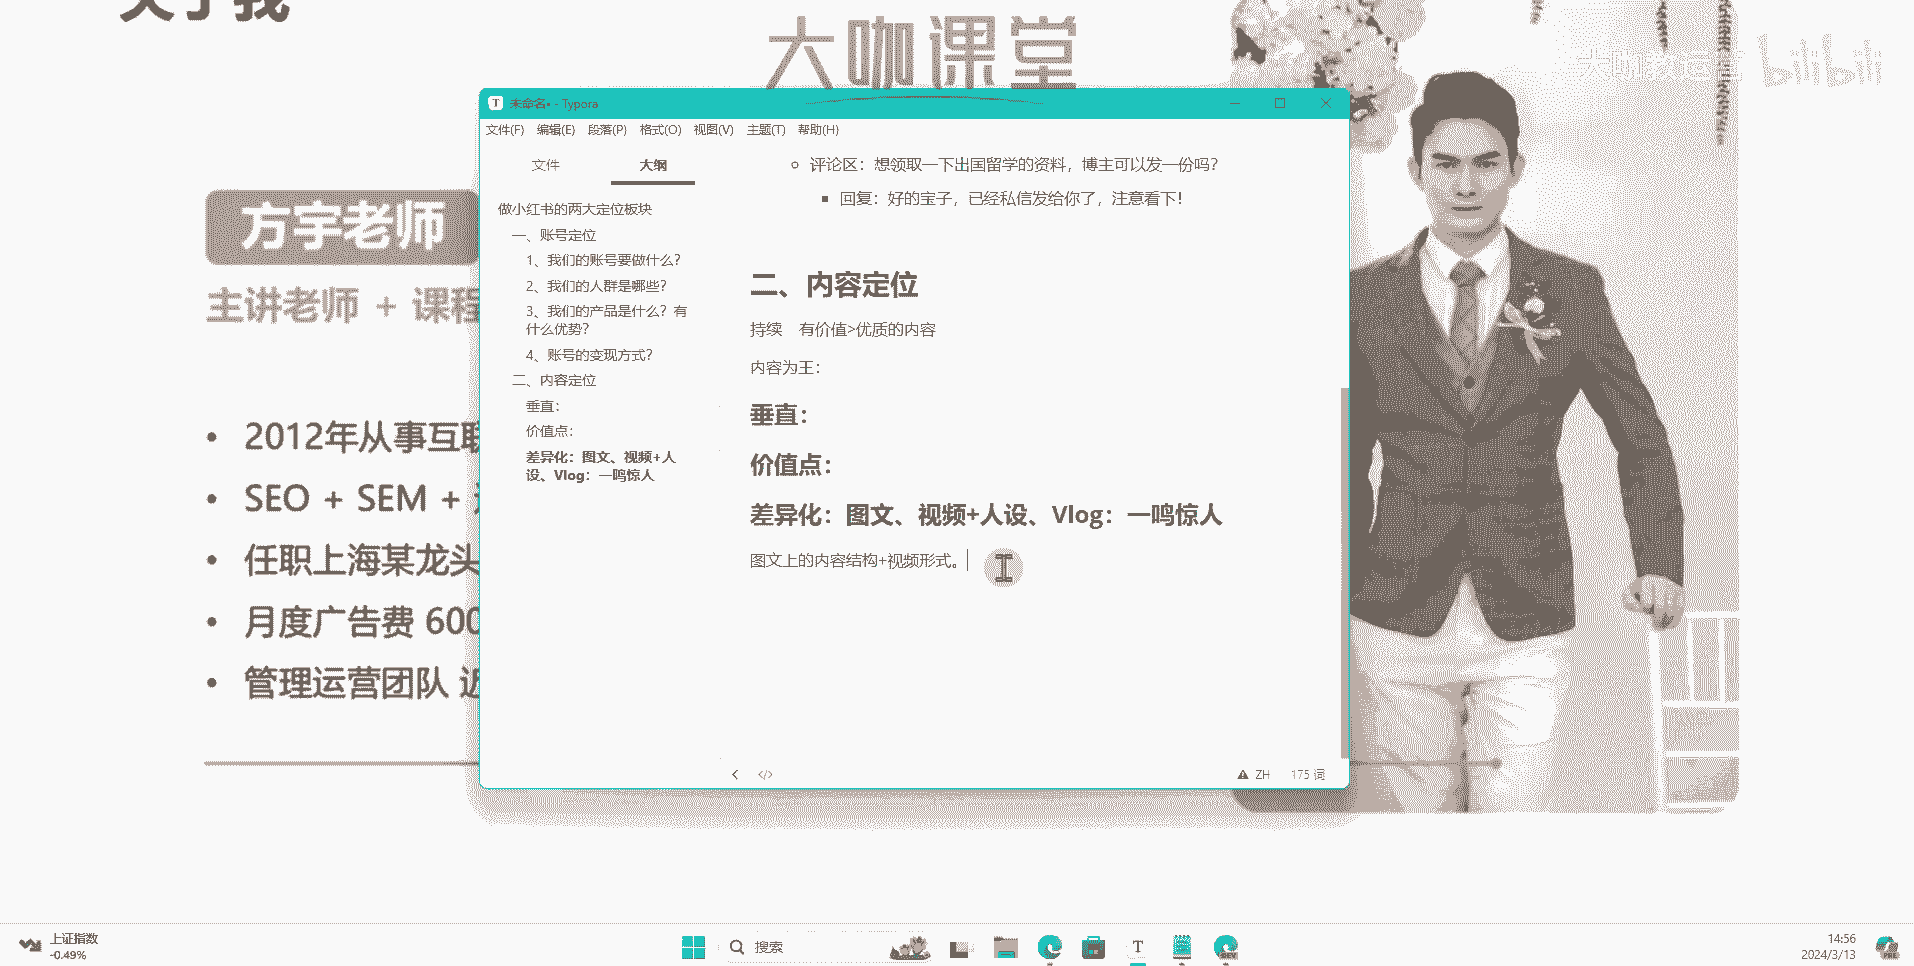 关于我
大咖课堂
bilibili
方宇老师
主讲老师 + 课程
2012年从事互联
SEO + SEM +
任职上海某龙头
月度广告费 600
管理运营团队 近
未命名• - Typora
文件(F) 编辑(E) 段落(P) 格式(O) 视图(V) 主题(T) 帮助(H)
文件 大纲
做小红书的两大定位板块
一、账号定位
1、我们的账号要做什么？
2、我们的人群是哪些？
3、我们的产品是什么？有
什么优势？
4、账号的变现方式？
二、内容定位
垂直：
价值点：
差异化：图文、视频+人
设、Vlog：一鸣惊人
评论区：想领取一下出国留学的资料，博主可以发一份吗？
回复：好的宝子，已经私信发给你了，注意看下！
二、内容定位
持续 有价值>优质的内容
内容为王：
垂直：
价值点：
差异化：图文、视频+人设、Vlog：一鸣惊人
图文上的内容结构+视频形式。
ZH 175 词
上证指数
-0.49%
搜索
14:56
2024/3/13